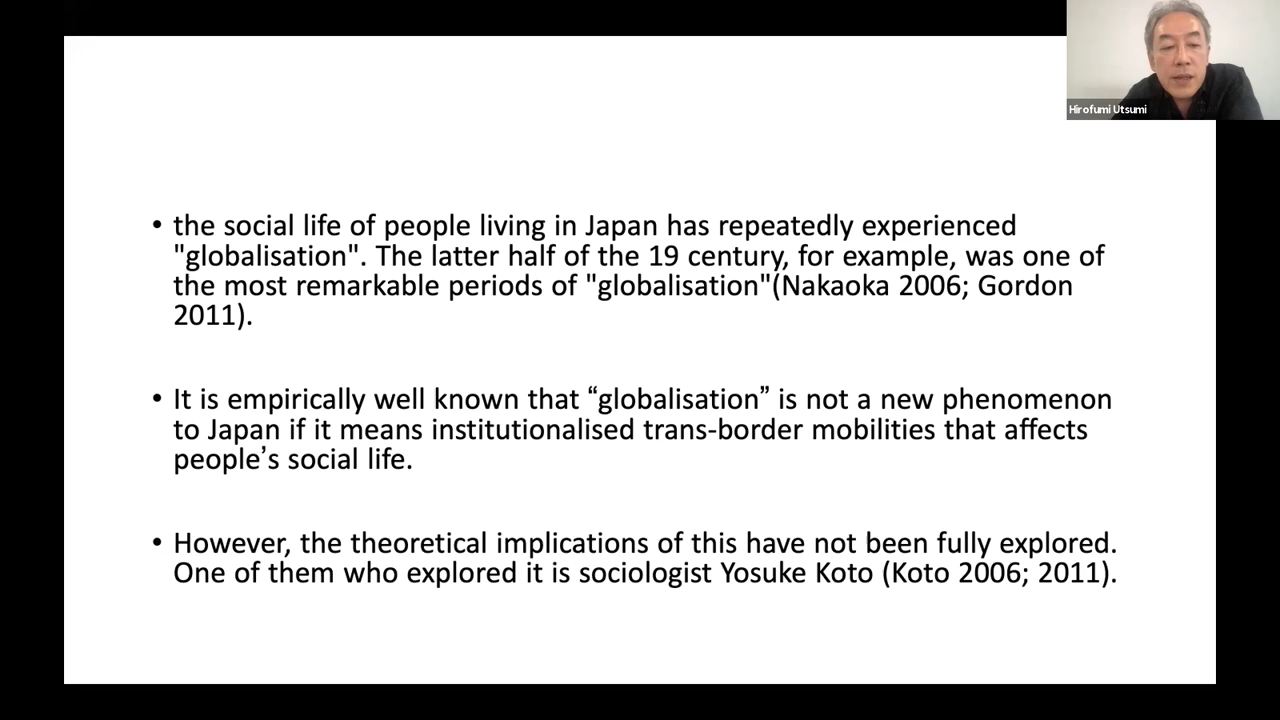 Hirofumi Utsumi
• the social life of people living in Japan has repeatedly experienced
"globalisation". The latter half of the 19 century, for example, was one of
the most remarkable periods of "globalisation"(Nakaoka 2006; Gordon
2011).
• It is empirically well known that “globalisation” is not a new phenomenon
to Japan if it means institutionalised trans-border mobilities that affects
people’s social life.
• However, the theoretical implications of this have not been fully explored.
One of them who explored it is sociologist Yosuke Koto (Koto 2006; 2011).